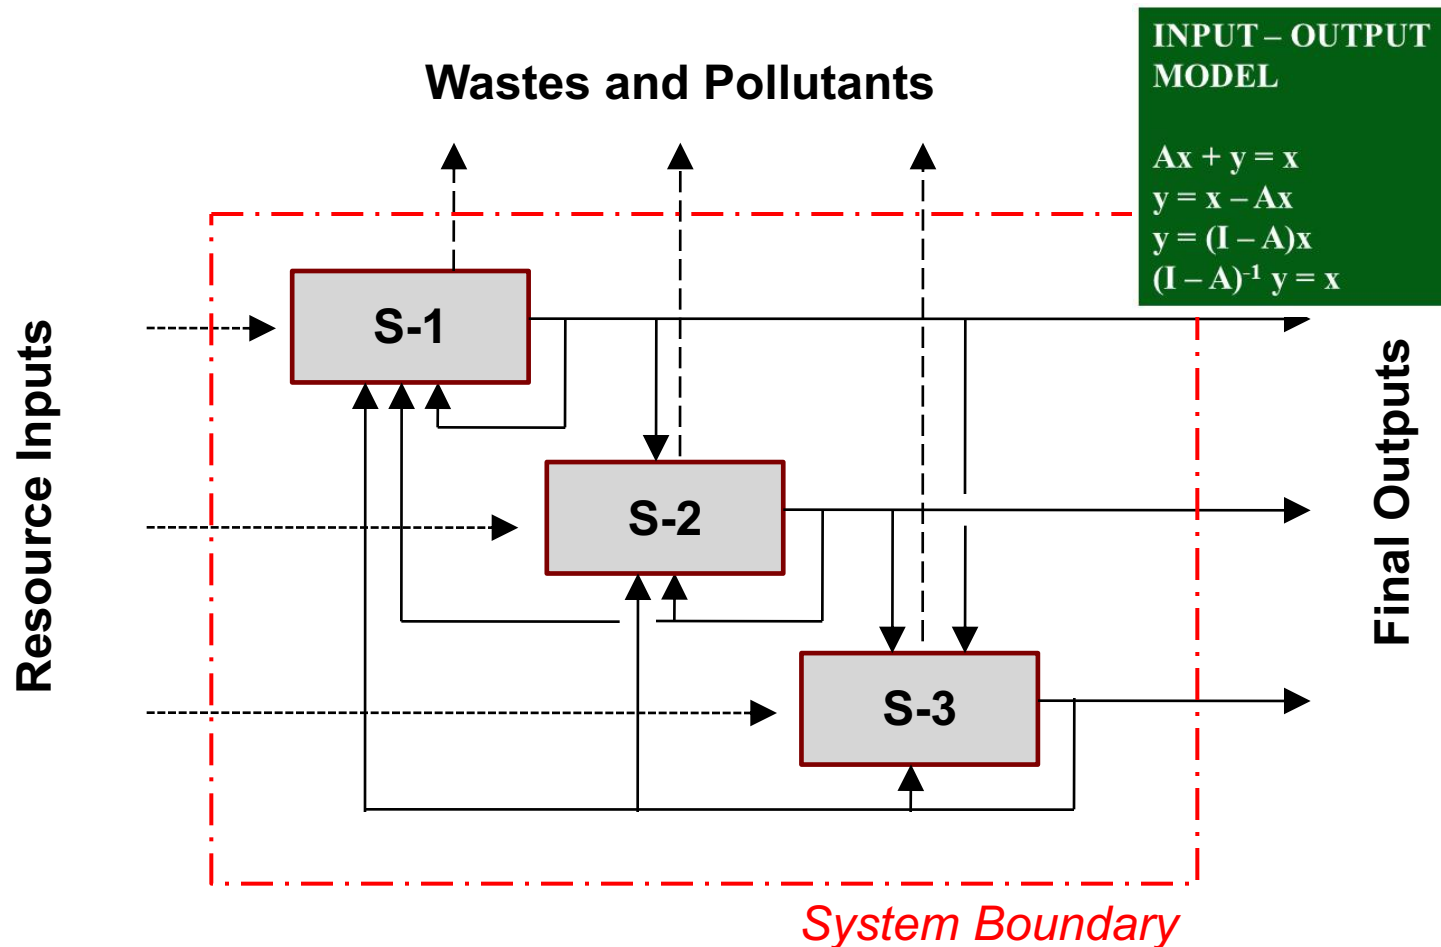 INPUT – OUTPUT
MODEL
Ax + y = x
y = x – Ax
y = (I – A)x
(I – A)⁻¹ y = x
Wastes and Pollutants
Resource Inputs
S-1
S-2
S-3
Final Outputs
System Boundary